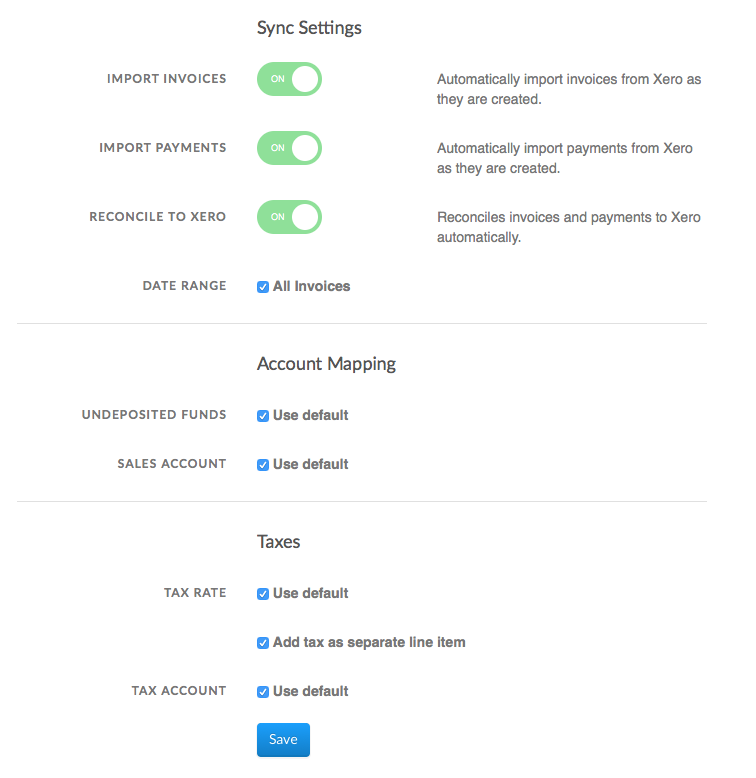 Sync Settings
IMPORT INVOICES
ON
Automatically import invoices from Xero as
they are created.
IMPORT PAYMENTS
ON
Automatically import payments from Xero
as they are created.
RECONCILE TO XERO
ON
Reconciles invoices and payments to Xero
automatically.
DATE RANGE
All Invoices
Account Mapping
UNDEPOSITED FUNDS
Use default
SALES ACCOUNT
Use default
Taxes
TAX RATE
Use default
Add tax as separate line item
TAX ACCOUNT
Use default
Save